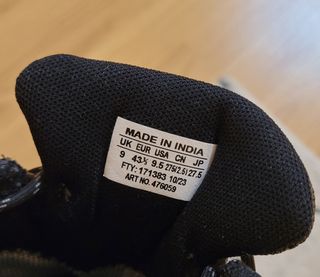 MADE IN INDIA
UK EUR USA CN JP
9 43⅓ 9.5 275(2.5) 27.5
FTY: 171383 10/23
ART NO. 476059